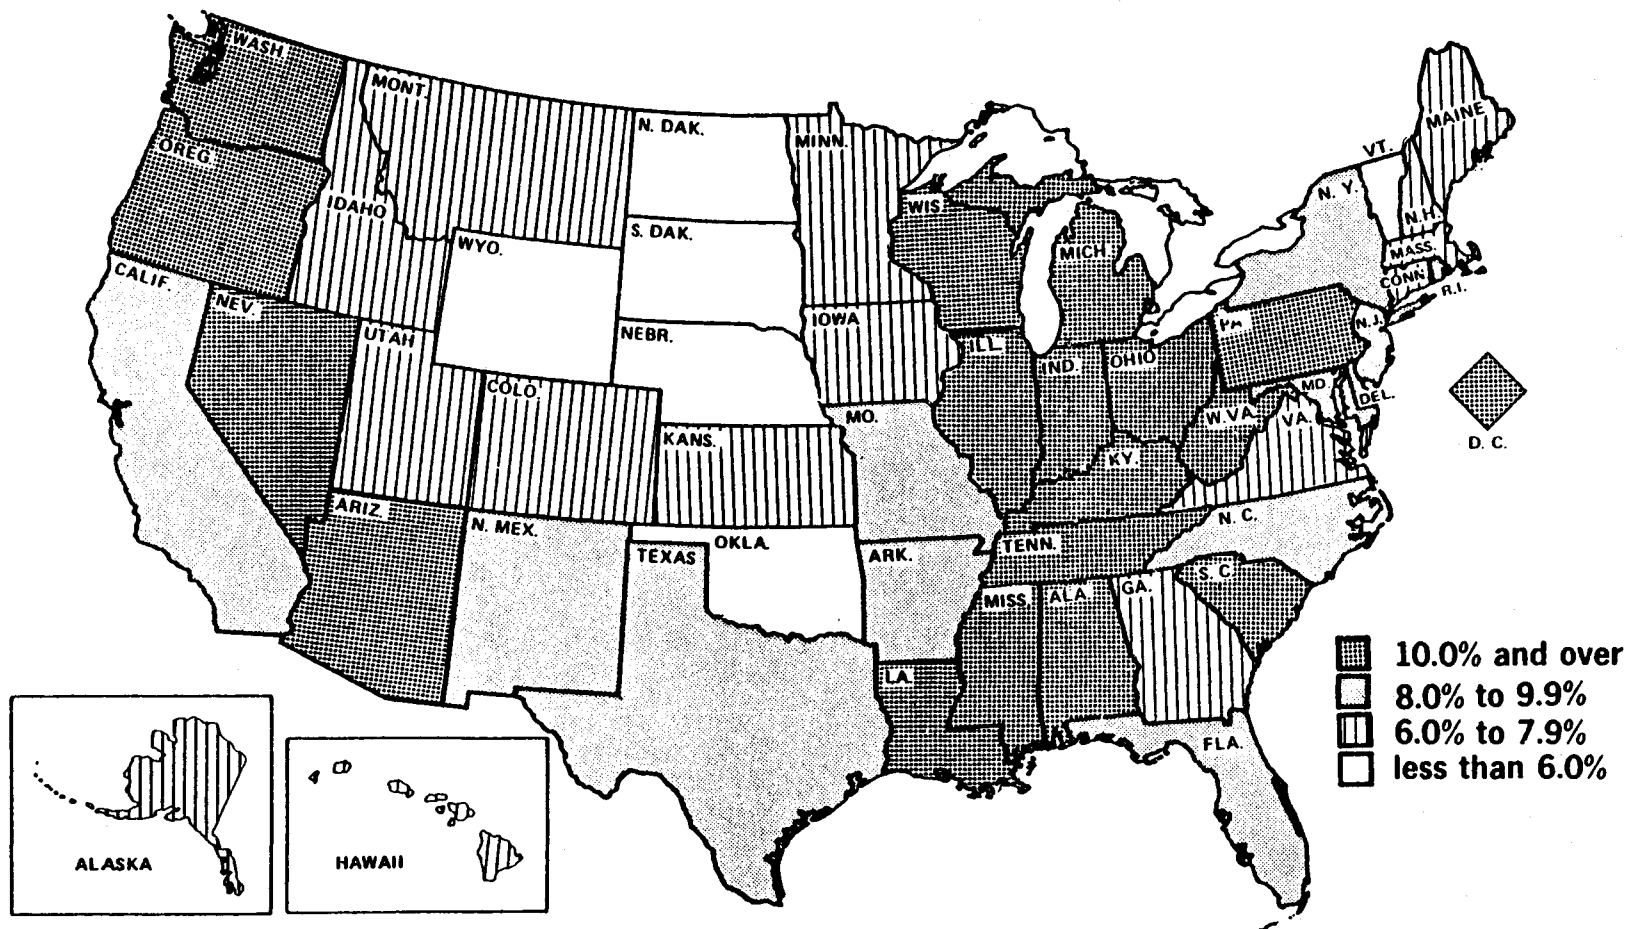 WASH
MONT.
N. DAK.
MINN.
VT.
MAINE
OREG
IDAHO
WYO.
S. DAK.
WIS
MICH
N. Y.
N.H.
MASS.
CONN
R.I.
CALIF.
NEV.
UTAH
COLO.
NEBR.
IOWA
ILL.
IND.
OHIO
PA
N.J.
MD.
DEL.
KANS.
MO.
KY.
W.VA.
VA.
D. C.
ARIZ.
N. MEX.
OKLA.
TEXAS
ARK.
TENN.
N. C.
S. C
MISS.
ALA.
GA.
LA.
FLA.
10.0% and over
8.0% to 9.9%
6.0% to 7.9%
less than 6.0%
ALASKA
HAWAII